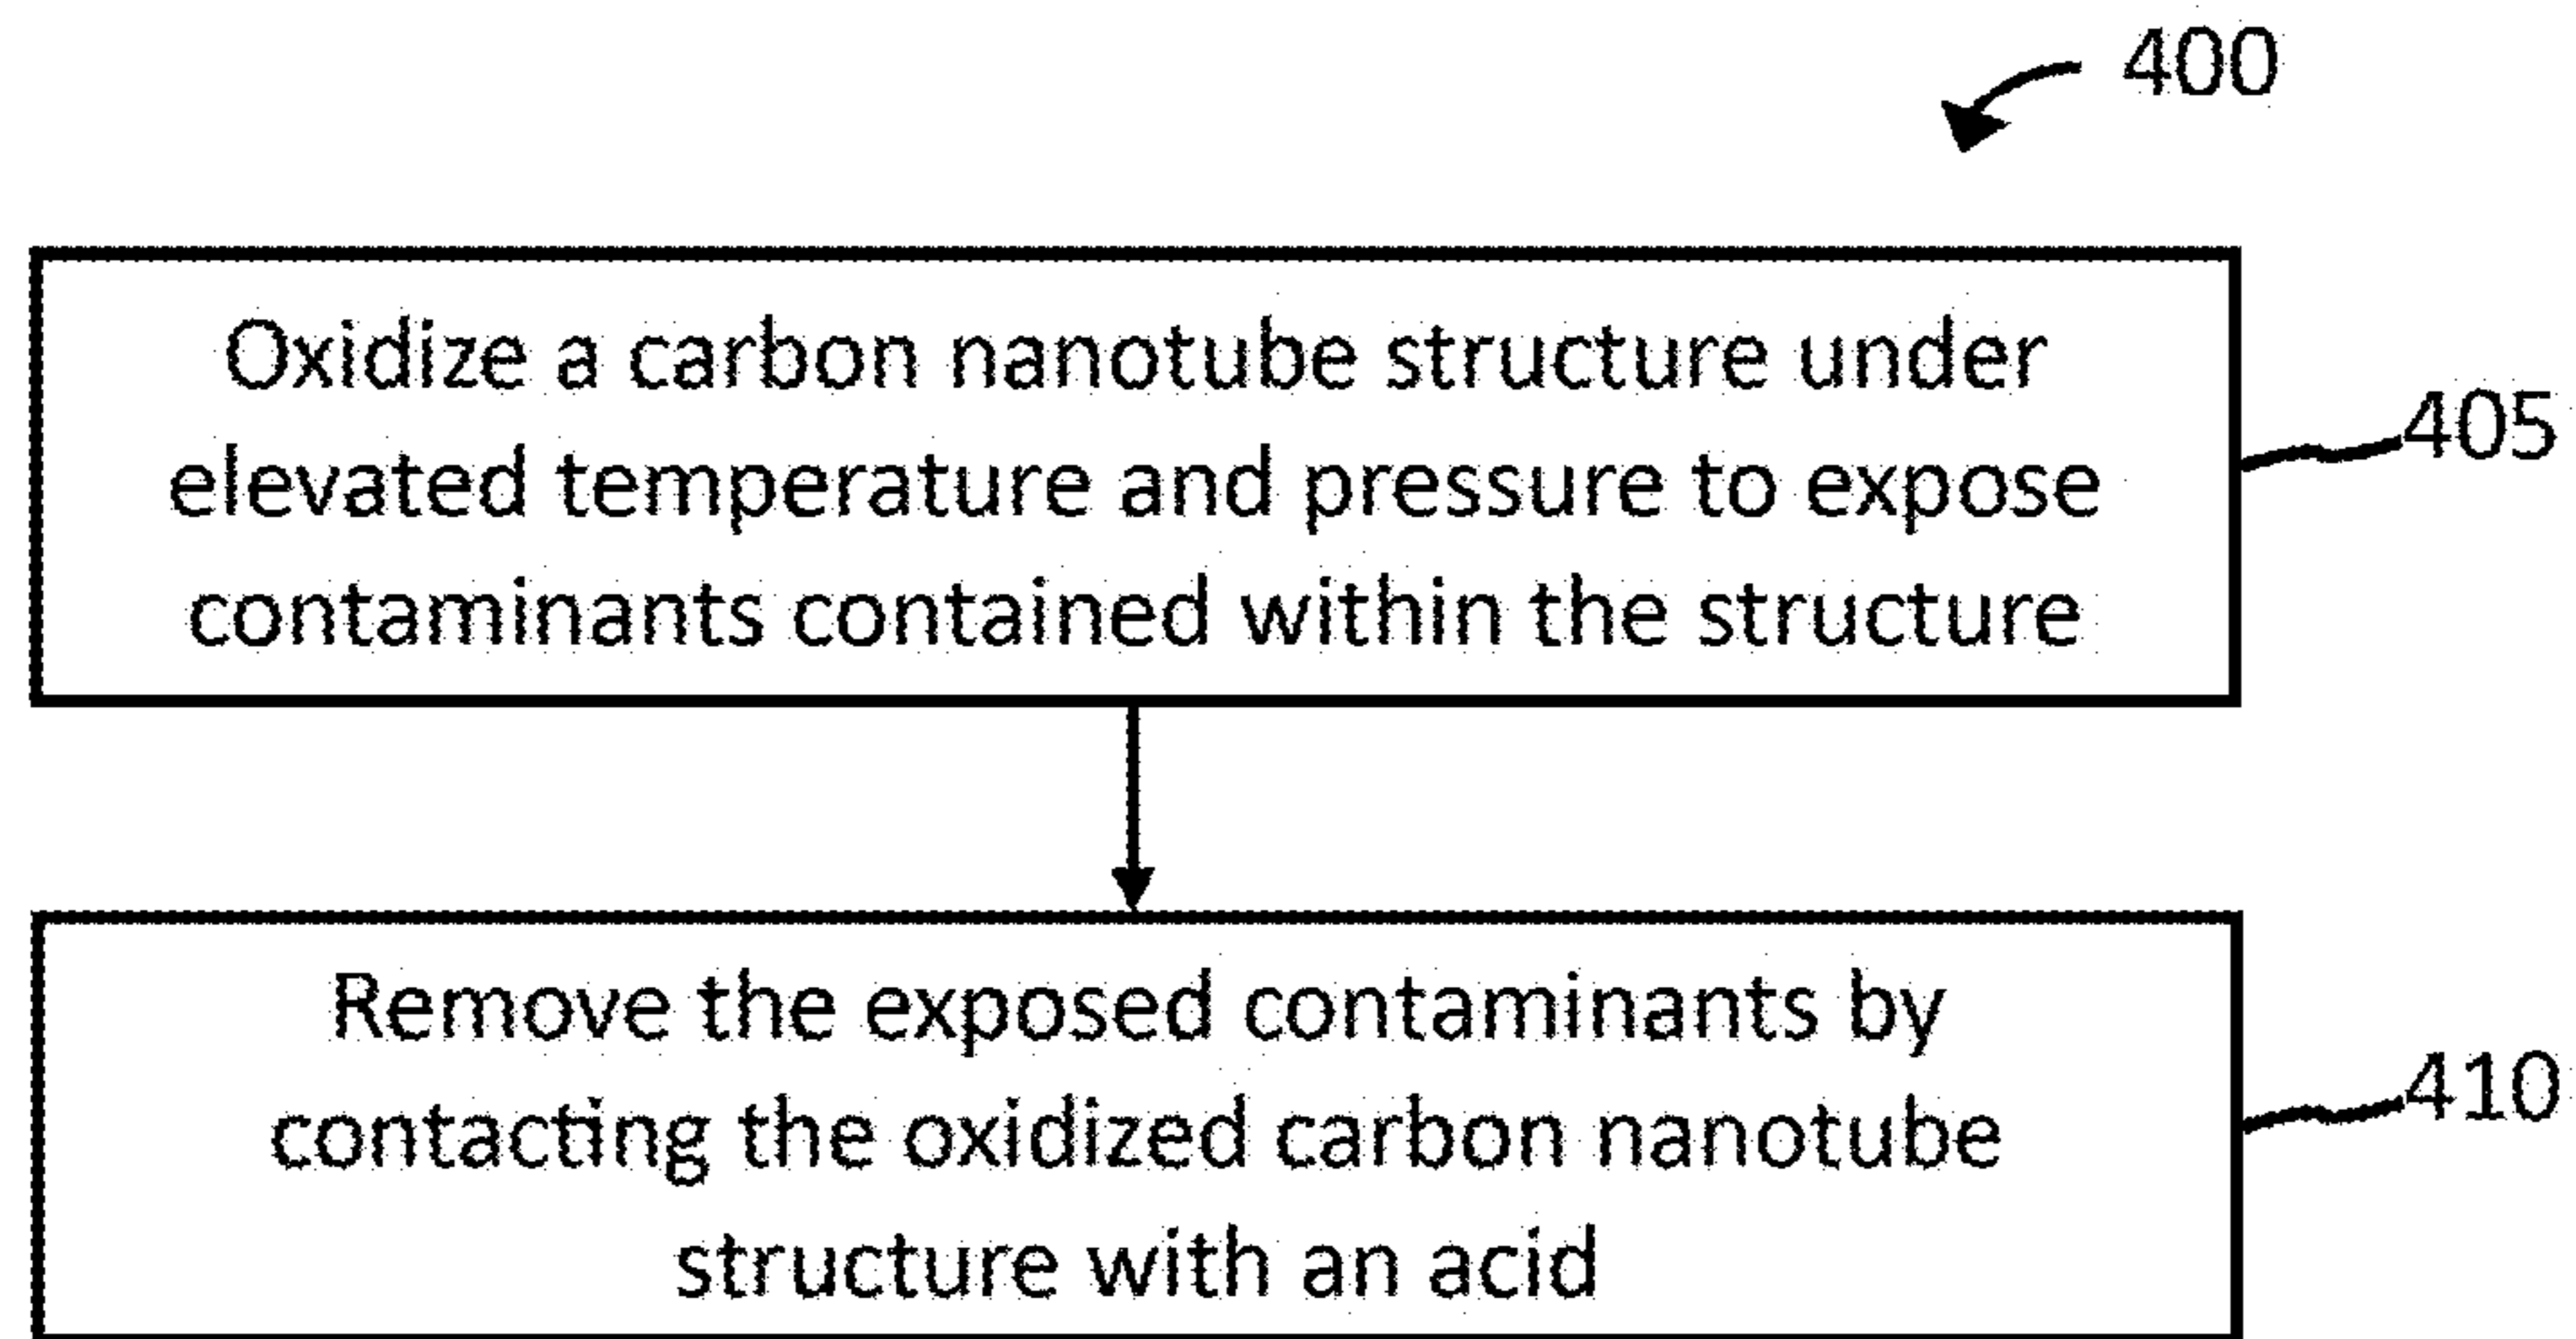 400
Oxidize a carbon nanotube structure under
elevated temperature and pressure to expose
contaminants contained within the structure
405
Remove the exposed contaminants by
contacting the oxidized carbon nanotube
structure with an acid
410